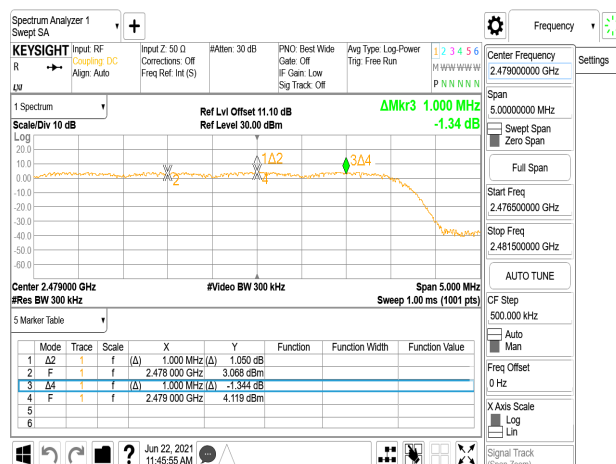 Spectrum Analyzer 1
Swept SA
▼
+
Frequency
▼
KEYSIGHT Input: RF Input Z: 50 Ω #Atten: 30 dB PNO: Best Wide Avg Type: Log-Power 1 2 3 4 5 6
R Coupling: DC Corrections: Off Gate: Off Trig: Free Run
Align: Auto Freq Ref: Int (S) IF Gain: Low M W W W W W
Sig Track: Off P N N N N N
LXI
Center Frequency
2.479000000 GHz
Settings
Span
5.00000000 MHz
Swept Span
Zero Span
Full Span
Start Freq
2.476500000 GHz
Stop Freq
2.481500000 GHz
AUTO TUNE
CF Step
500.000 kHz
Auto
Man
Freq Offset
0 Hz
X Axis Scale
Log
Lin
Signal Track
(Span Zoom)
1 Spectrum ▼
Scale/Div 10 dB
Ref Lvl Offset 11.10 dB
Ref Level 30.00 dBm
ΔMkr3 1.000 MHz
-1.34 dB
Log
20.0
10.0
0.00
-10.0
-20.0
-30.0
-40.0
-50.0
-60.0
1Δ2
3Δ4
2
4
Center 2.479000 GHz #Video BW 300 kHz Span 5.000 MHz
#Res BW 300 kHz Sweep 1.00 ms (1001 pts)
5 Marker Table ▼
Mode Trace Scale X Y Function Function Width Function Value
1 Δ2 1 f (Δ) 1.000 MHz (Δ) 1.050 dB
2 F 1 f 2.478 000 GHz 3.068 dBm
3 Δ4 1 f (Δ) 1.000 MHz (Δ) -1.344 dB
4 F 1 f 2.479 000 GHz 4.119 dBm
5
6
?
Jun 22, 2021
11:45:55 AM